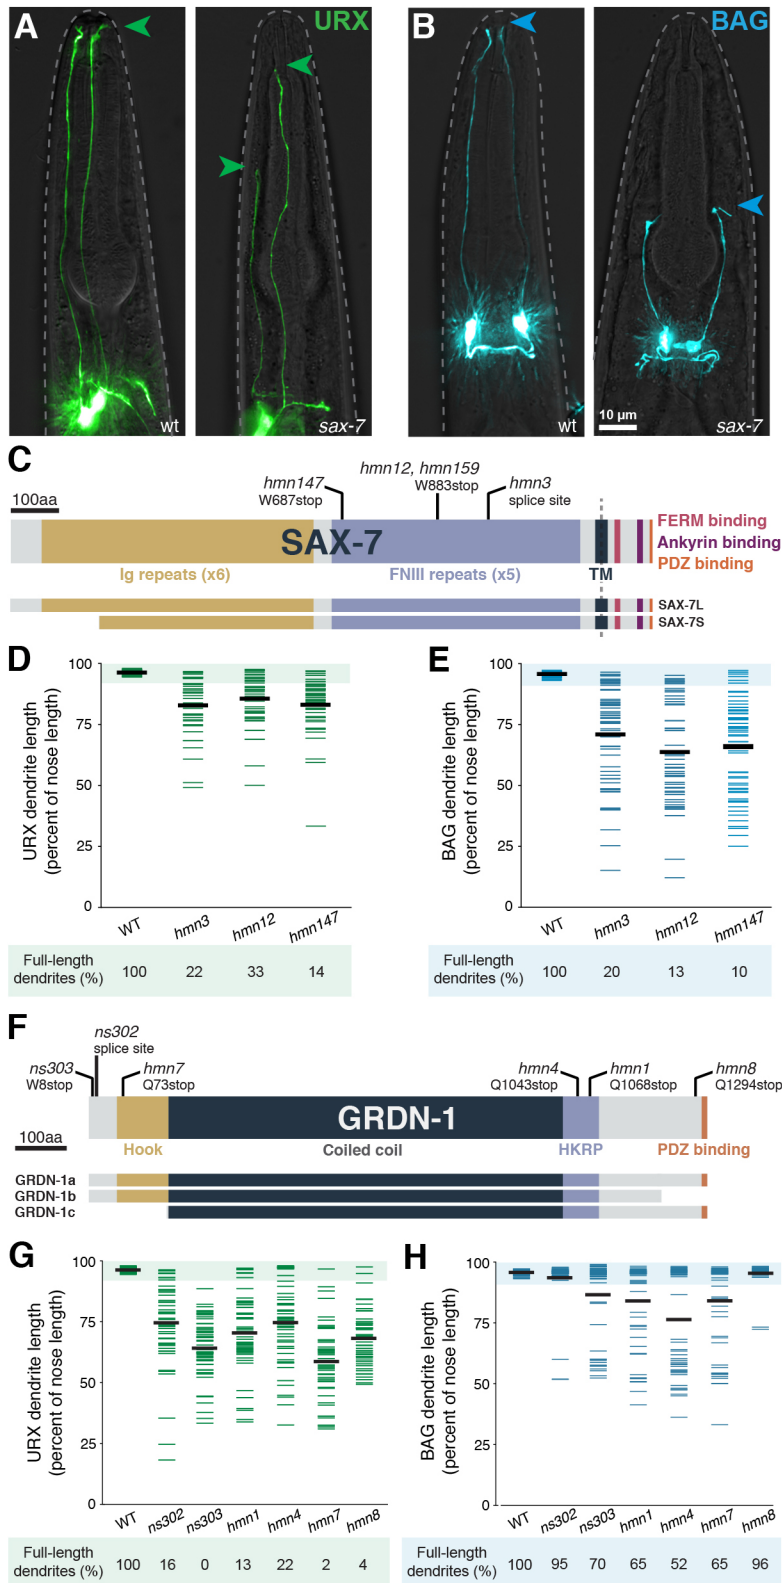 A
URX
wt
sax-7
B
BAG
wt
10 µm
sax-7
C
100aa
hmn147
W687stop
hmn12, hmn159
W883stop
hmn3
splice site
SAX-7
FERM binding
Ankyrin binding
PDZ binding
Ig repeats (x6)
FNIII repeats (x5)
TM
SAX-7L
SAX-7S
D
URX dendrite length
(percent of nose length)
100
75
50
25
0
WT
hmn3
hmn12
hmn147
Full-length
dendrites (%)
100 22 33 14
E
BAG dendrite length
(percent of nose length)
100
75
50
25
0
WT
hmn3
hmn12
hmn147
Full-length
dendrites (%)
100 20 13 10
F
ns302
splice site
ns303
W8stop
hmn7
Q73stop
hmn4
Q1043stop
hmn1
Q1068stop
hmn8
Q1294stop
GRDN-1
100aa
Hook
Coiled coil
HKRP
PDZ binding
GRDN-1a
GRDN-1b
GRDN-1c
G
URX dendrite length
(percent of nose length)
100
75
50
25
0
WT
ns302
ns303
hmn1
hmn4
hmn7
hmn8
Full-length
dendrites (%)
100 16 0 13 22 2 4
H
BAG dendrite length
(percent of nose length)
100
75
50
25
0
WT
ns302
ns303
hmn1
hmn4
hmn7
hmn8
Full-length
dendrites (%)
100 95 70 65 52 65 96